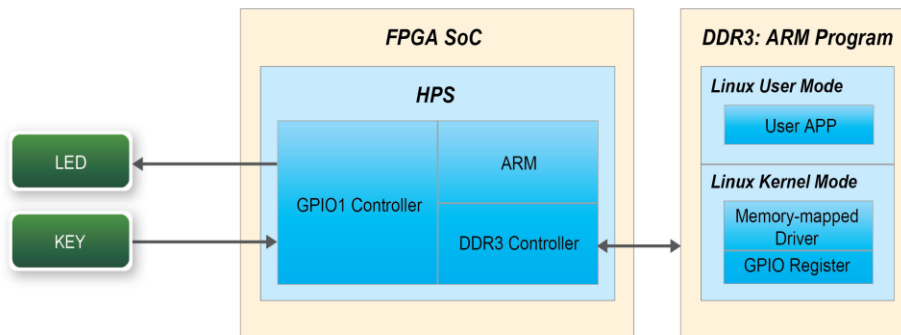 FPGA SoC
HPS
LED
KEY
GPIO1 Controller
ARM
DDR3 Controller
DDR3: ARM Program
Linux User Mode
User APP
Linux Kernel Mode
Memory-mapped
Driver
GPIO Register